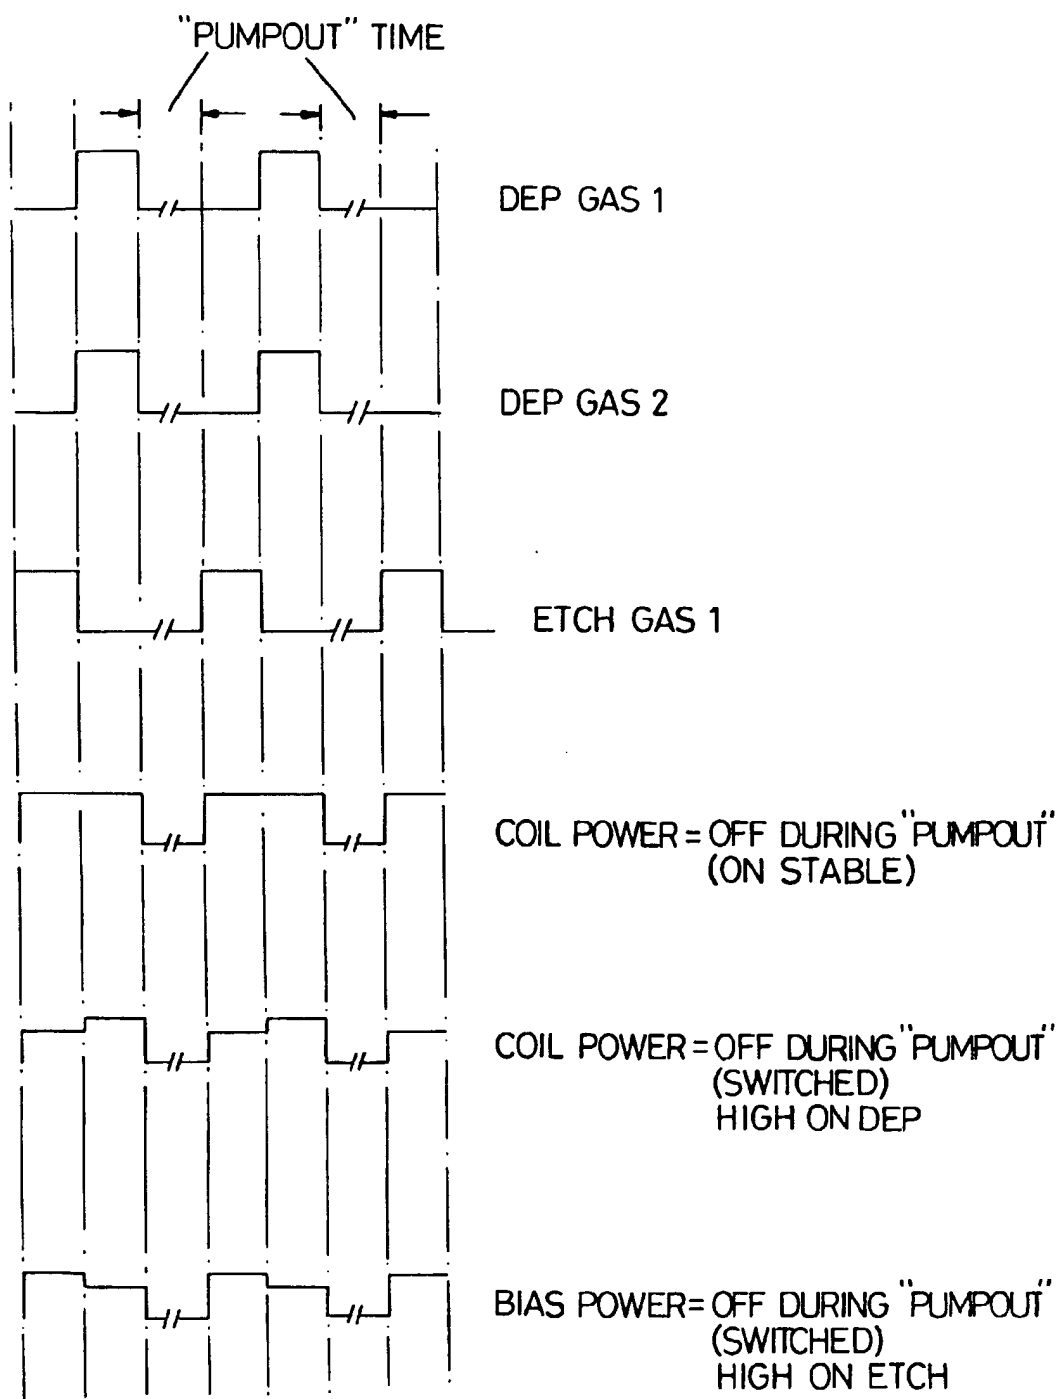 "PUMPOUT" TIME
DEP GAS 1
DEP GAS 2
ETCH GAS 1
COIL POWER = OFF DURING "PUMPOUT"
(ON STABLE)
COIL POWER = OFF DURING "PUMPOUT"
(SWITCHED)
HIGH ON DEP
BIAS POWER = OFF DURING "PUMPOUT"
(SWITCHED)
HIGH ON ETCH